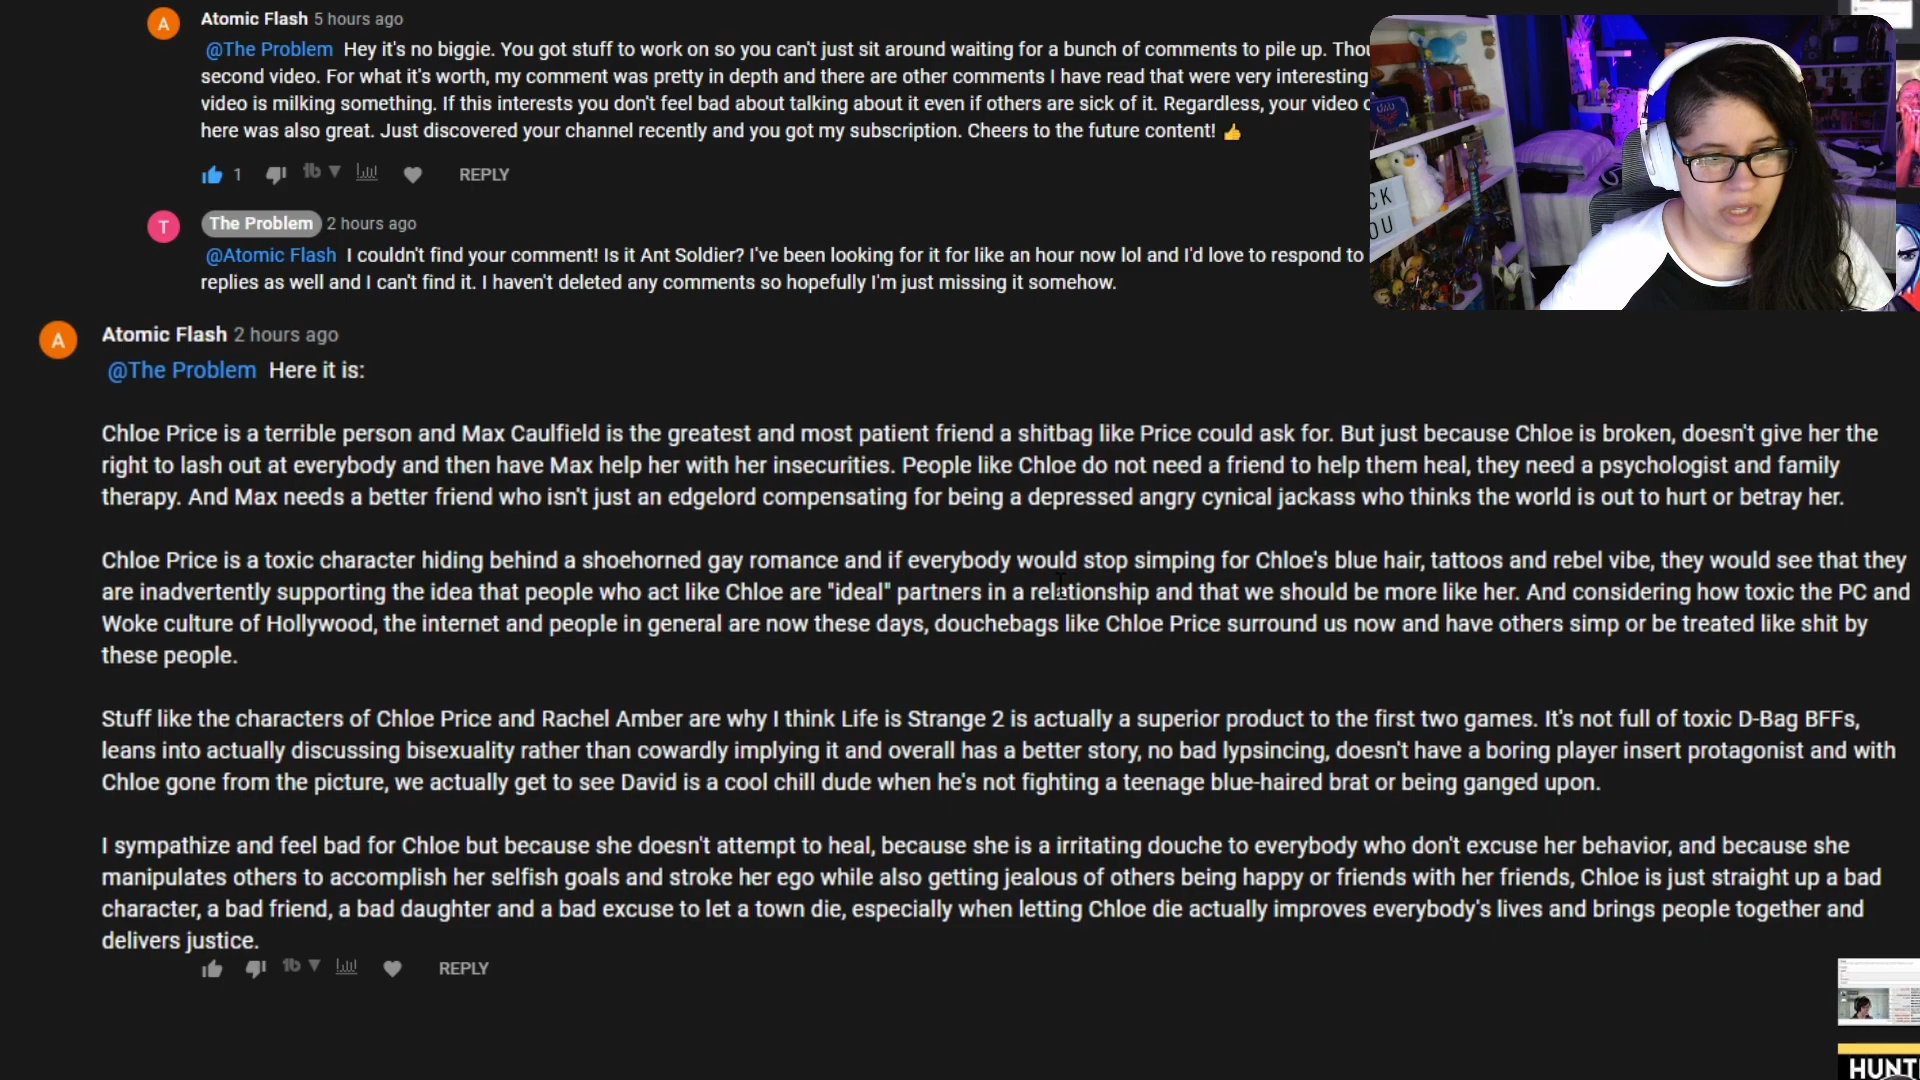 Atomic Flash 5 hours ago
@The Problem Hey it's no biggie. You got stuff to work on so you can't just sit around waiting for a bunch of comments to pile up.
second video. For what it's worth, my comment was pretty in depth and there are other comments I have read that were very interesting
video is milking something. If this interests you don't feel bad about talking about it even if others are sick of it. Regardless, your video
here was also great. Just discovered your channel recently and you got my subscription. Cheers to the future content! 👍
1 REPLY
The Problem 2 hours ago
@Atomic Flash I couldn't find your comment! Is it Ant Soldier? I've been looking for it for like an hour now lol and I'd love to respond to
replies as well and I can't find it. I haven't deleted any comments so hopefully I'm just missing it somehow.
Atomic Flash 2 hours ago
@The Problem Here it is:
Chloe Price is a terrible person and Max Caulfield is the greatest and most patient friend a shitbag like Price could ask for. But just because Chloe is broken, doesn't give her the
right to lash out at everybody and then have Max help her with her insecurities. People like Chloe do not need a friend to help them heal, they need a psychologist and family
therapy. And Max needs a better friend who isn't just an edgelord compensating for being a depressed angry cynical jackass who thinks the world is out to hurt or betray her.
Chloe Price is a toxic character hiding behind a shoehorned gay romance and if everybody would stop simping for Chloe's blue hair, tattoos and rebel vibe, they would see that they
are inadvertently supporting the idea that people who act like Chloe are "ideal" partners in a relationship and that we should be more like her. And considering how toxic the PC and
Woke culture of Hollywood, the internet and people in general are now these days, douchebags like Chloe Price surround us now and have others simp or be treated like shit by
these people.
Stuff like the characters of Chloe Price and Rachel Amber are why I think Life is Strange 2 is actually a superior product to the first two games. It's not full of toxic D-Bag BFFs,
leans into actually discussing bisexuality rather than cowardly implying it and overall has a better story, no bad lypsincing, doesn't have a boring player insert protagonist and with
Chloe gone from the picture, we actually get to see David is a cool chill dude when he's not fighting a teenage blue-haired brat or being ganged upon.
I sympathize and feel bad for Chloe but because she doesn't attempt to heal, because she is a irritating douche to everybody who don't excuse her behavior, and because she
manipulates others to accomplish her selfish goals and stroke her ego while also getting jealous of others being happy or friends with her friends, Chloe is just straight up a bad
character, a bad friend, a bad daughter and a bad excuse to let a town die, especially when letting Chloe die actually improves everybody's lives and brings people together and
delivers justice.
REPLY
A
T
A
CK
OU
HUNT